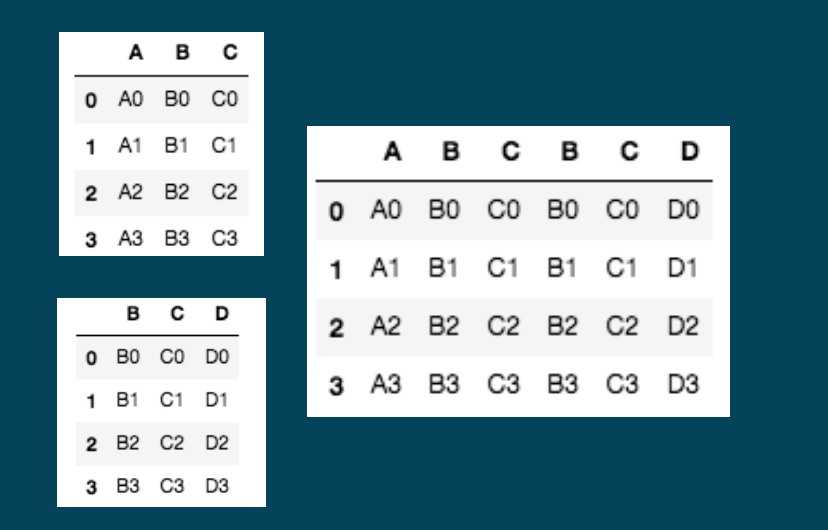 A B C
0 A0 B0 C0
1 A1 B1 C1
2 A2 B2 C2
3 A3 B3 C3
B C D
0 B0 C0 D0
1 B1 C1 D1
2 B2 C2 D2
3 B3 C3 D3
A B C B C D
0 A0 B0 C0 B0 C0 D0
1 A1 B1 C1 B1 C1 D1
2 A2 B2 C2 B2 C2 D2
3 A3 B3 C3 B3 C3 D3